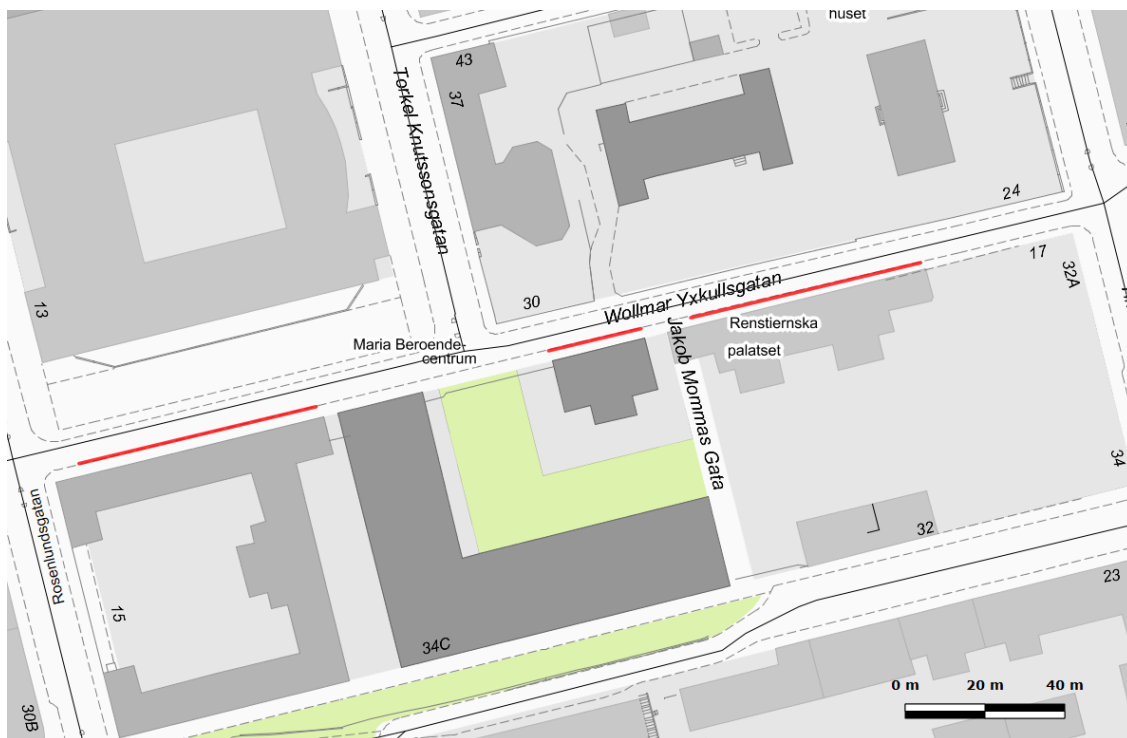 huset
43
37
Torkel Knutssonsgatan
24
30
Wollmar Yxkullsgatan
17
32A
13
Maria Beroende-
centrum
Renstiernska
palatset
Jakob Mommas Gata
34
Rosenlundsgatan
15
32
23
34C
30B
0 m 20 m 40 m